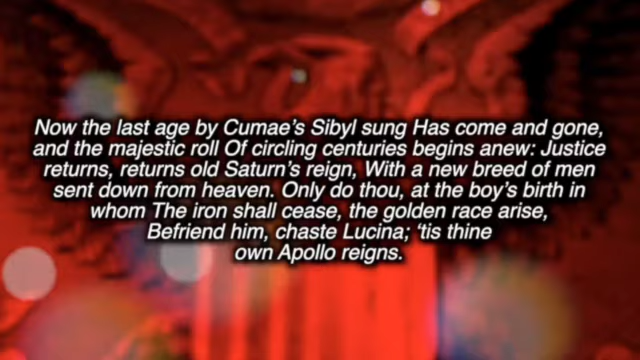 Now the last age by Cumae's Sibyl sung Has come and gone,
and the majestic roll Of circling centuries begins anew: Justice
returns, returns old Saturn's reign, With a new breed of men
sent down from heaven. Only do thou, at the boy's birth in
whom The iron shall cease, the golden race arise,
Befriend him, chaste Lucina; ‘tis thine
own Apollo reigns.